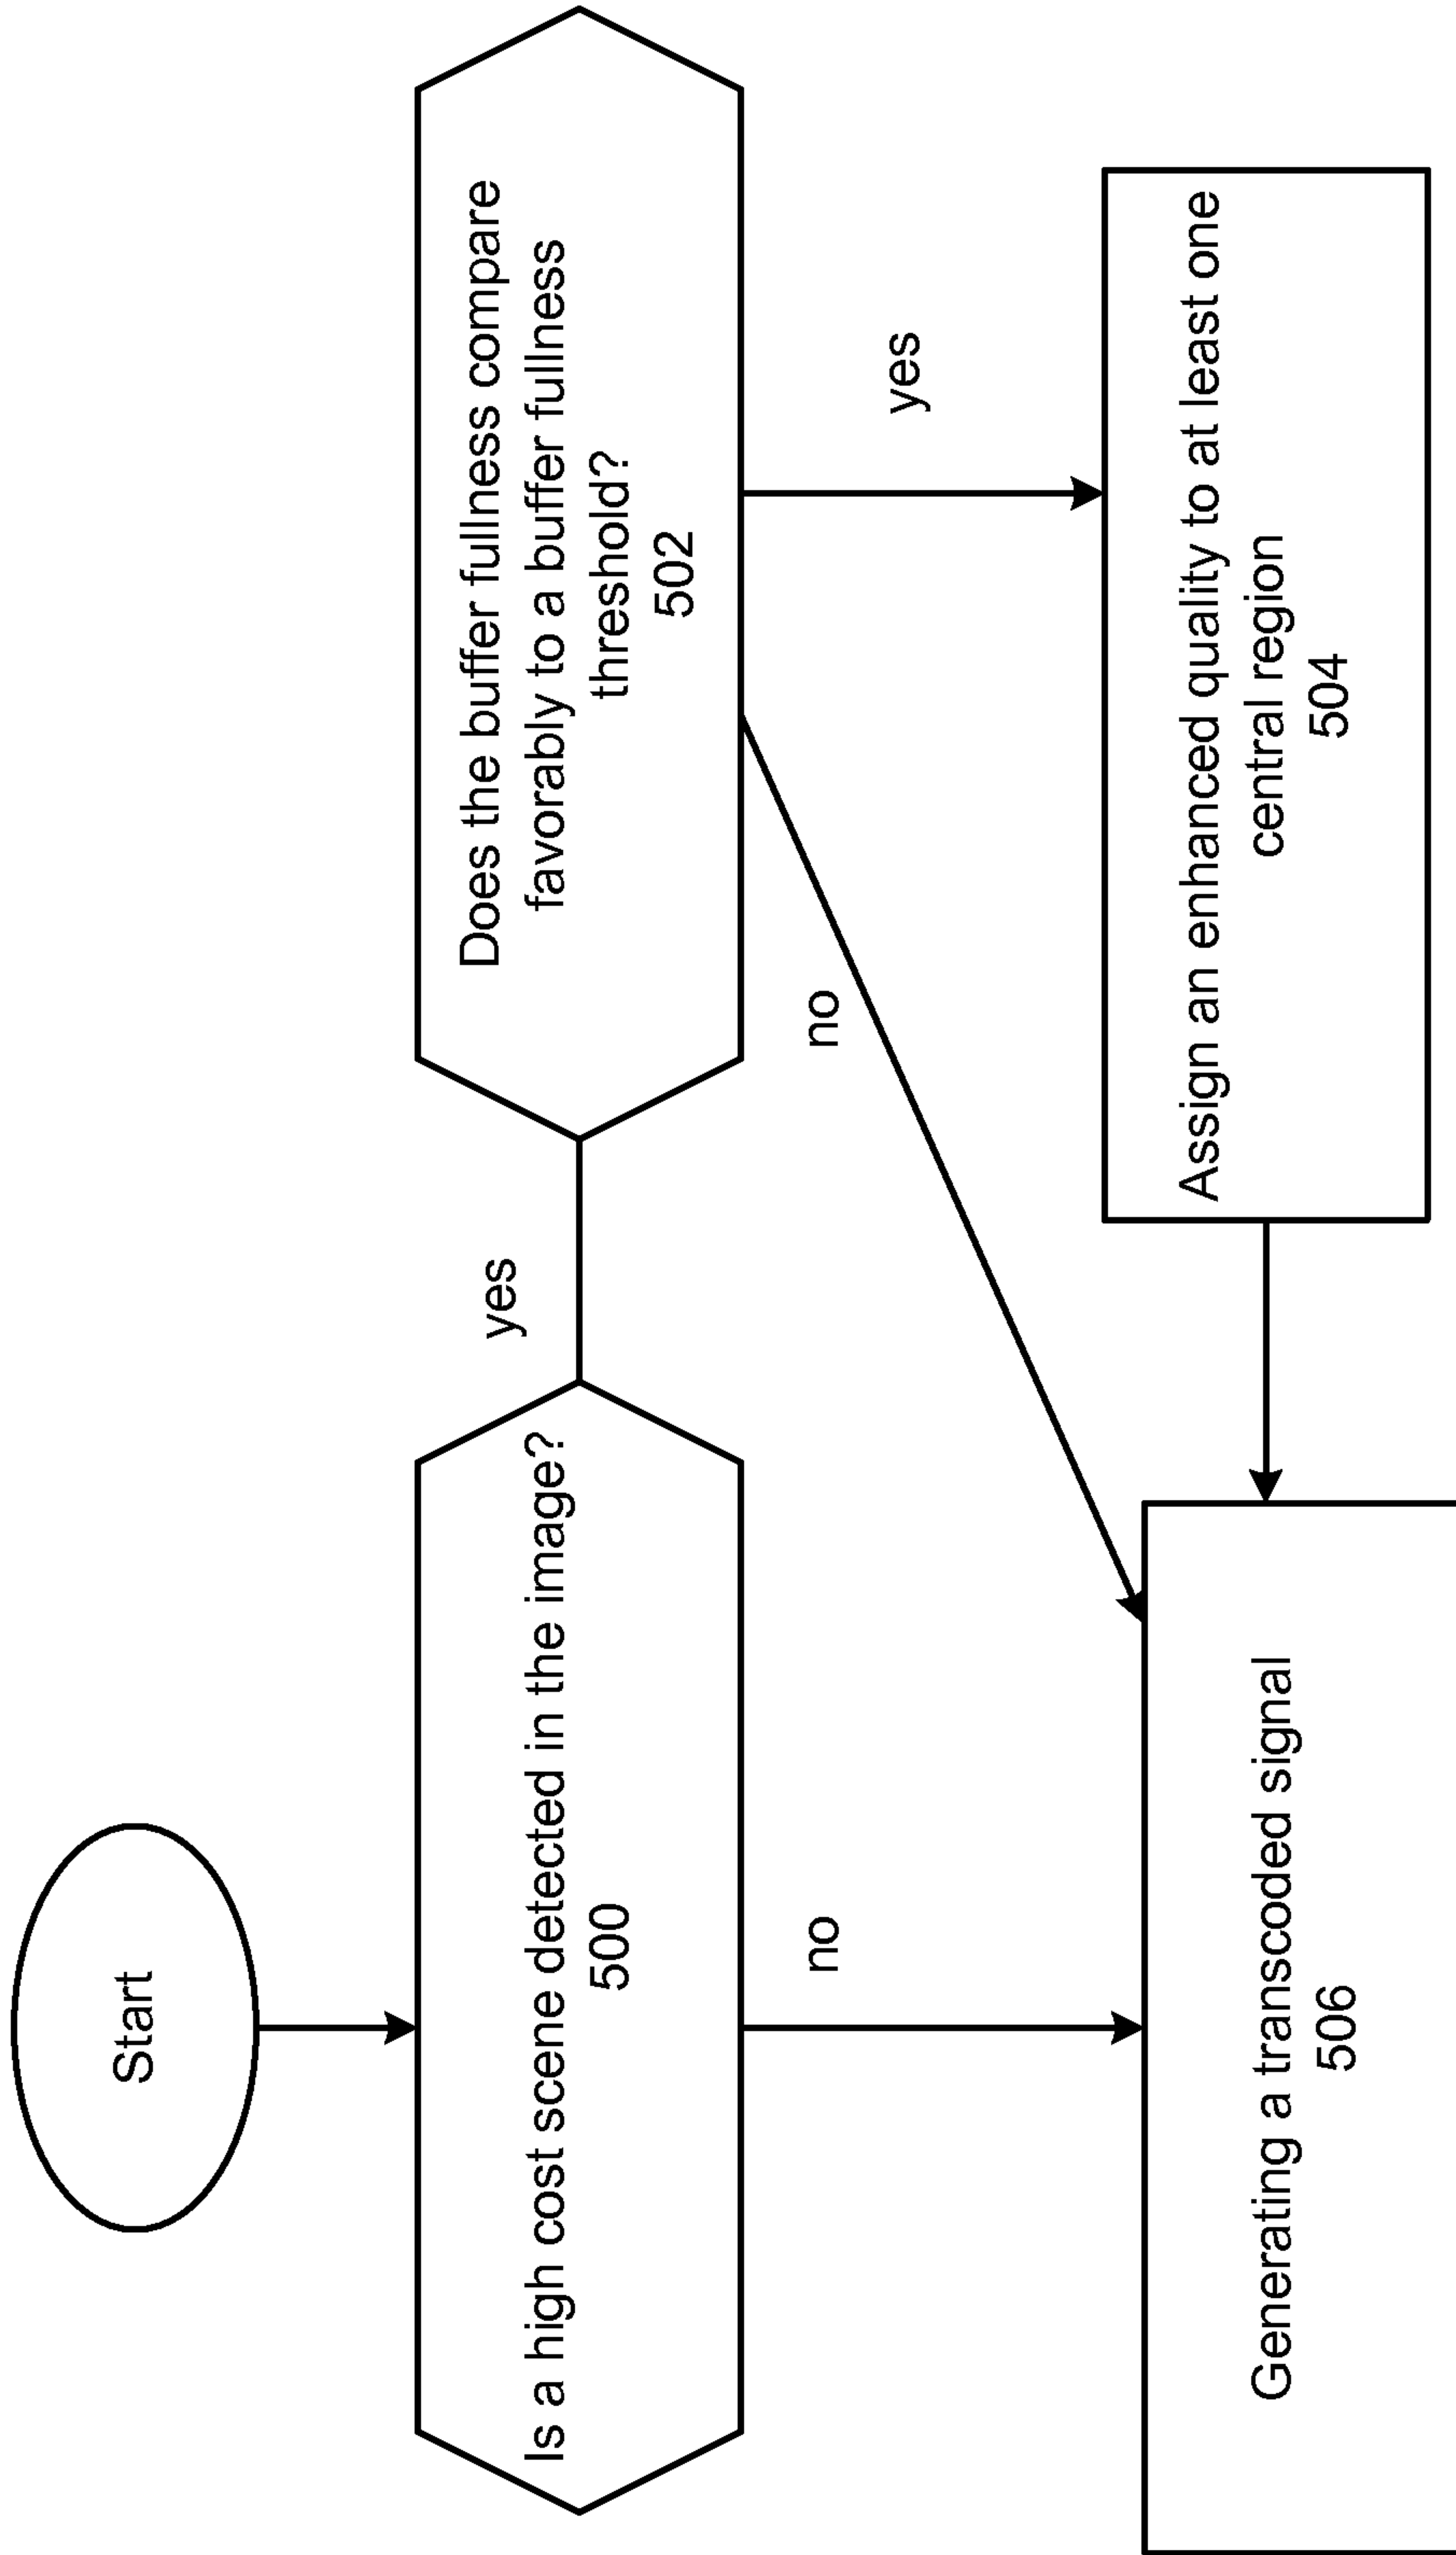 Start
Is a high cost scene detected in the image?
500
yes
Does the buffer fullness compare
favorably to a buffer fullness
threshold?
502
no
no
yes
Generating a transcoded signal
506
Assign an enhanced quality to at least one
central region
504